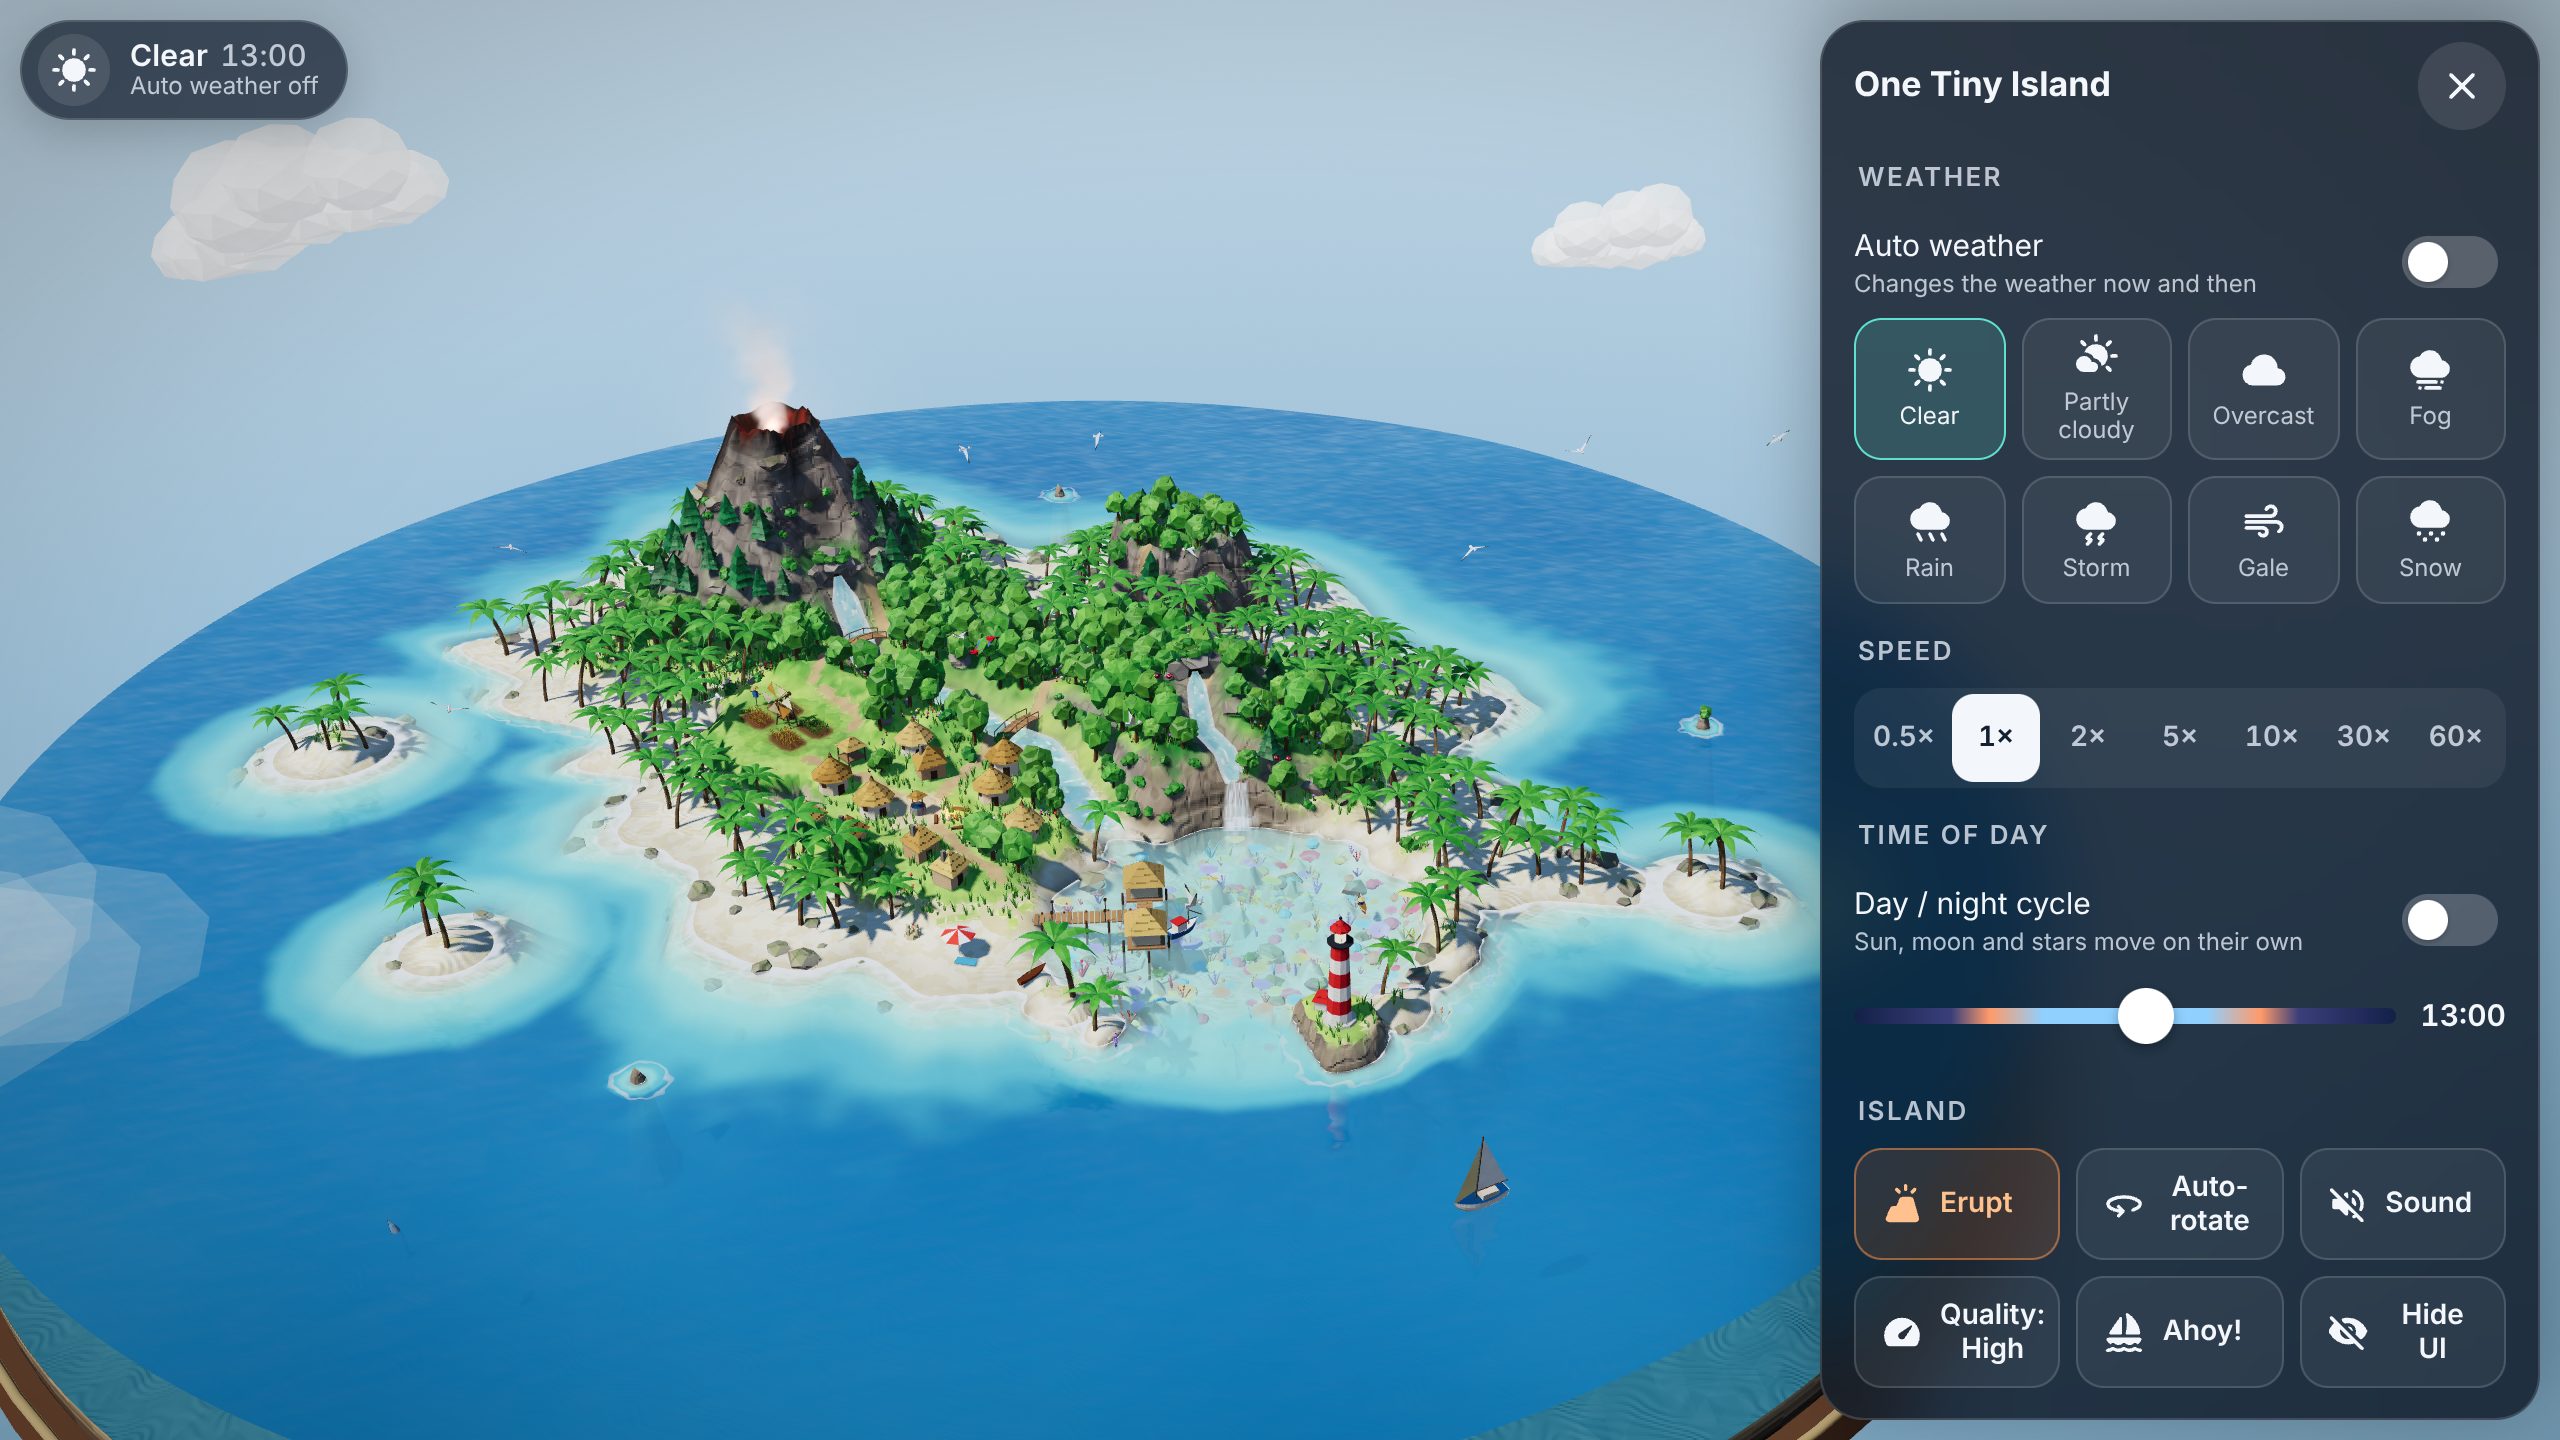 Clear 13:00
Auto weather off
One Tiny Island
WEATHER
Auto weather
Changes the weather now and then
Clear
Partly
cloudy
Overcast
Fog
Rain
Storm
Gale
Snow
SPEED
0.5× 1× 2× 5× 10× 30× 60×
TIME OF DAY
Day / night cycle
Sun, moon and stars move on their own
13:00
ISLAND
Erupt
Auto-
rotate
Sound
Quality:
High
Ahoy!
Hide
UI